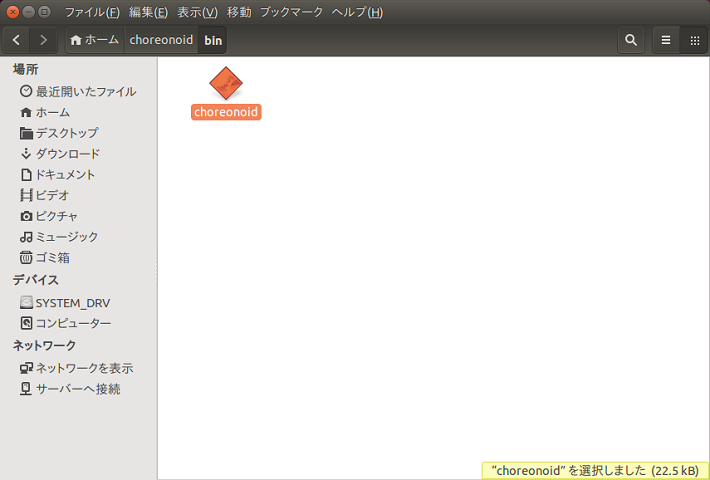 ファイル(F) 編集(E) 表示(V) 移動 ブックマーク ヘルプ(H)
ホーム choreonoid bin
場所
最近開いたファイル
ホーム
デスクトップ
ダウンロード
ドキュメント
ビデオ
ピクチャ
ミュージック
ゴミ箱
デバイス
SYSTEM_DRV
コンピューター
ネットワーク
ネットワークを表示
サーバーへ接続
choreonoid
“choreonoid” を選択しました (22.5 kB)